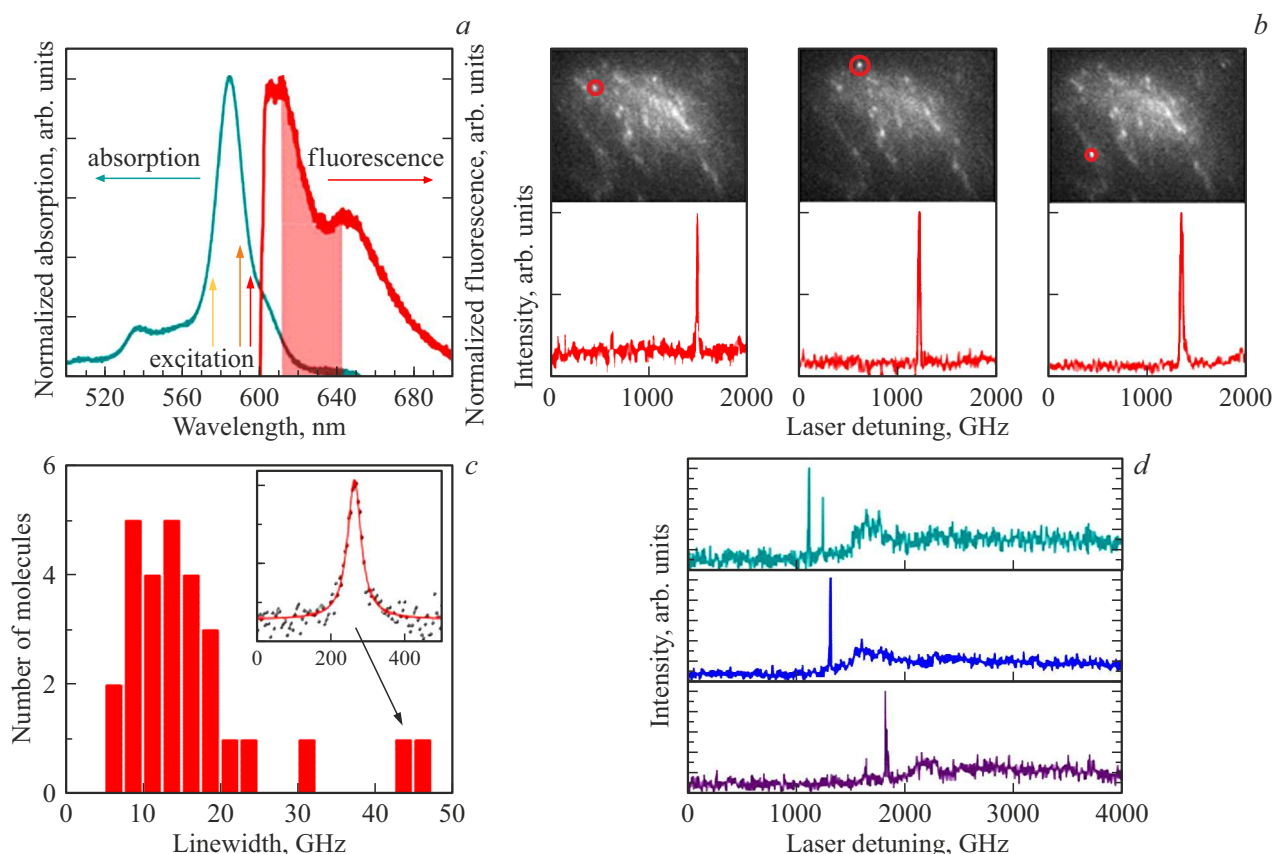 a
Normalized absorption, arb. units
absorption
fluorescence
excitation
520 560 600 640 680
Wavelength, nm
Normalized fluorescence, arb. units
b
Intensity, arb. units
0 1000 2000
0 1000 2000
0 1000 2000
Laser detuning, GHz
c
Number of molecules
6
4
2
0
0 10 20 30 40 50
Linewidth, GHz
0 200 400
d
Intensity, arb. units
0 1000 2000 3000 4000
Laser detuning, GHz